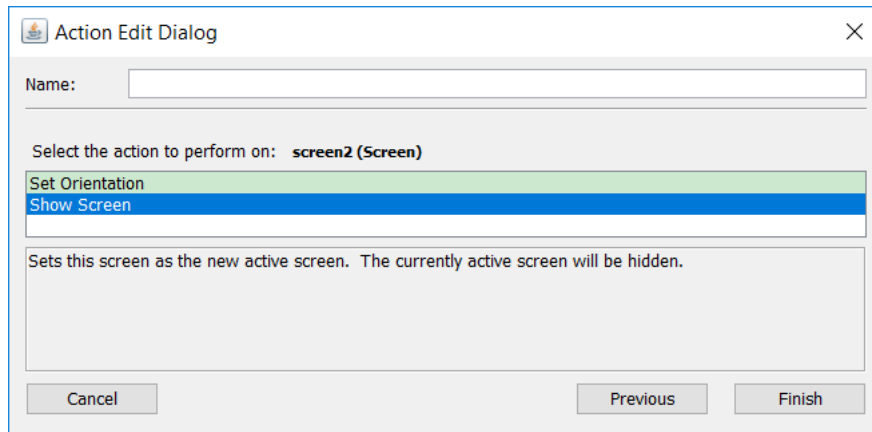 Action Edit Dialog
Name:
Select the action to perform on: screen2 (Screen)
Set Orientation
Show Screen
Sets this screen as the new active screen. The currently active screen will be hidden.
Cancel Previous Finish